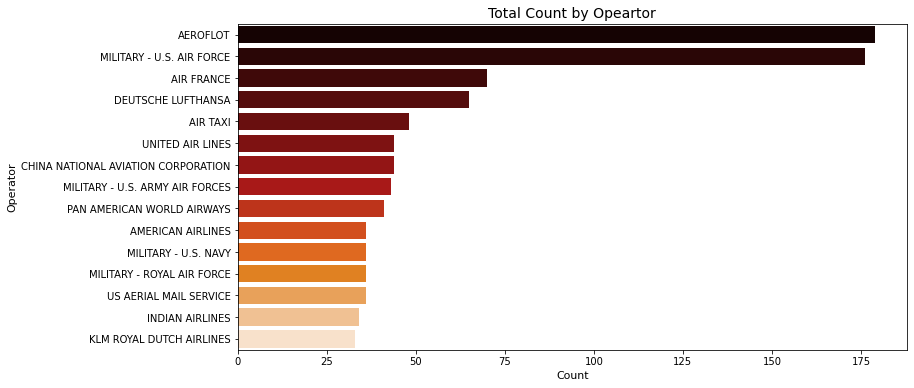 Total Count by Opeartor
Operator
AEROFLOT
MILITARY - U.S. AIR FORCE
AIR FRANCE
DEUTSCHE LUFTHANSA
AIR TAXI
UNITED AIR LINES
CHINA NATIONAL AVIATION CORPORATION
MILITARY - U.S. ARMY AIR FORCES
PAN AMERICAN WORLD AIRWAYS
AMERICAN AIRLINES
MILITARY - U.S. NAVY
MILITARY - ROYAL AIR FORCE
US AERIAL MAIL SERVICE
INDIAN AIRLINES
KLM ROYAL DUTCH AIRLINES
0 25 50 75 100 125 150 175
Count